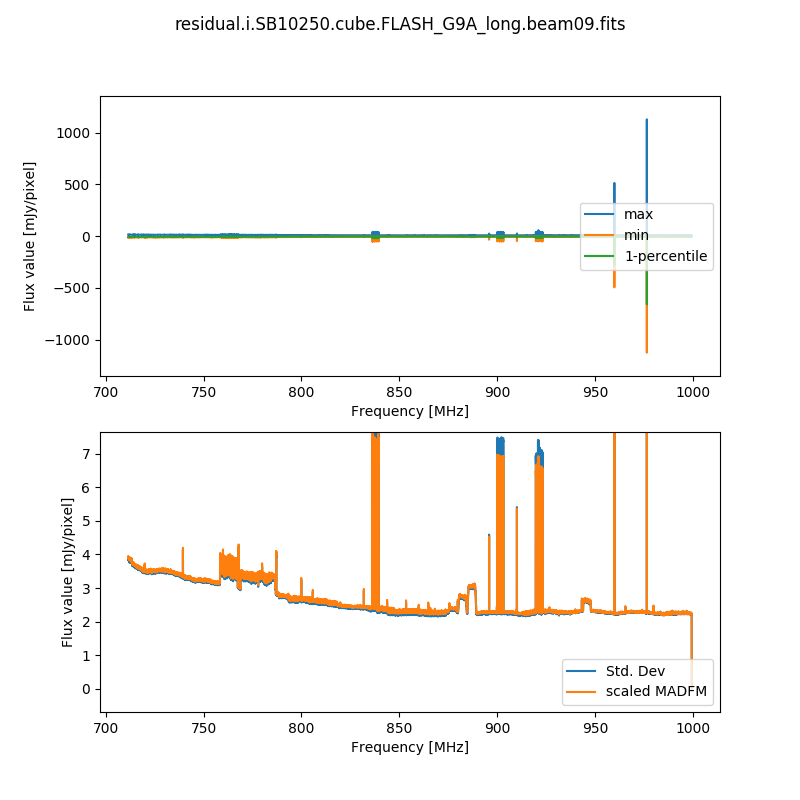 residual.i.SB10250.cube.FLASH_G9A_long.beam09.fits
1000
500
0
−500
−1000
Flux value [mJy/pixel]
max
min
1-percentile
700 750 800 850 900 950 1000
Frequency [MHz]
7
6
5
4
3
2
1
0
Flux value [mJy/pixel]
Std. Dev
scaled MADFM
700 750 800 850 900 950 1000
Frequency [MHz]